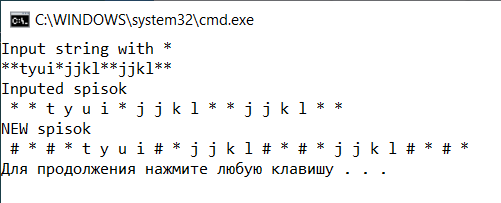 C:\WINDOWS\system32\cmd.exe
Input string with *
**tyui*jjkl**jjkl**
Inputed spisok
* * t y u i * j j k l * * j j k l * *
NEW spisok
# * # * t y u i # * j j k l # * # * j j k l # * # *
Для продолжения нажмите любую клавишу . . .